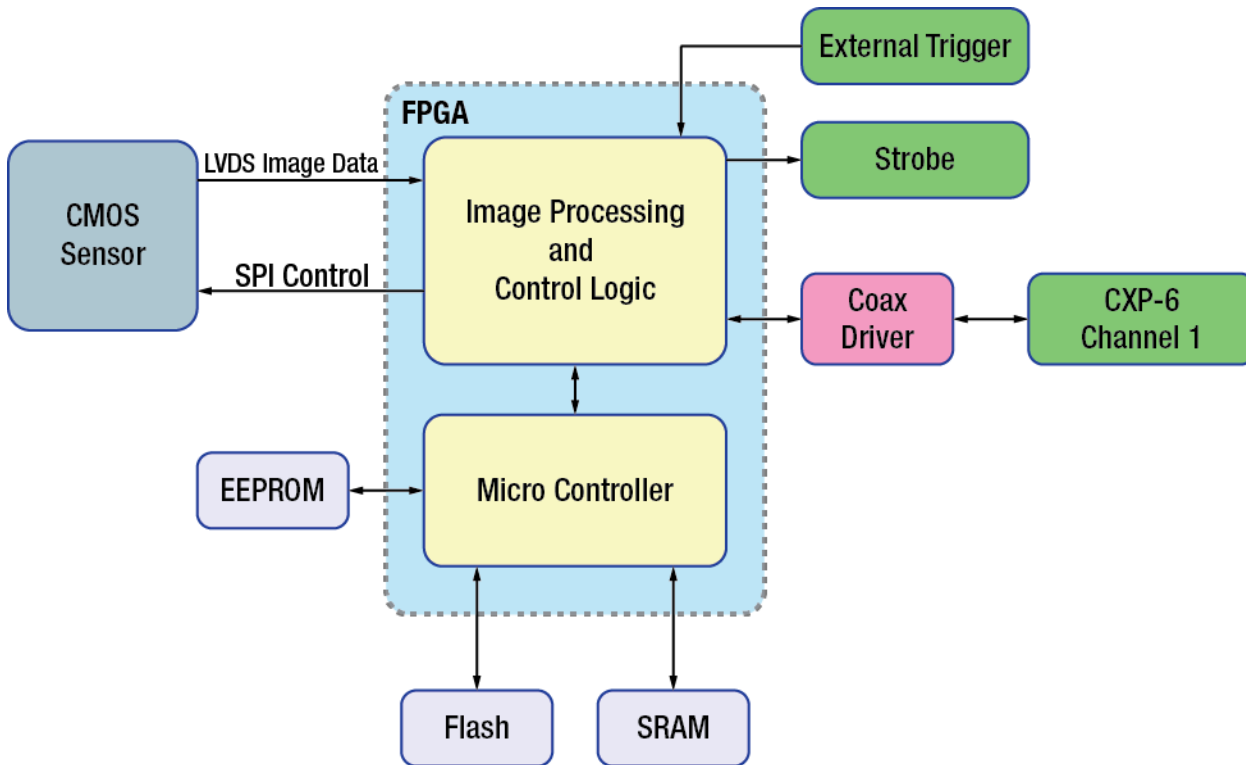 External Trigger
FPGA
LVDS Image Data
Strobe
CMOS
Sensor
Image Processing
and
Control Logic
SPI Control
Coax
Driver
CXP-6
Channel 1
EEPROM
Micro Controller
Flash
SRAM